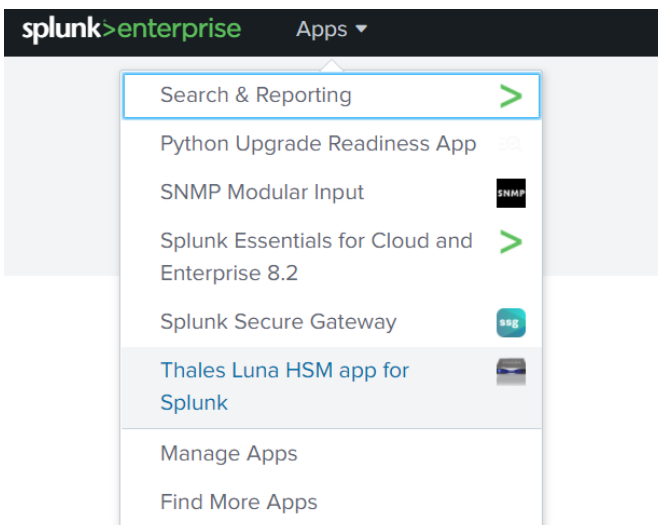 splunk>enterprise Apps
Search & Reporting
Python Upgrade Readiness App
SNMP Modular Input SNMP
Splunk Essentials for Cloud and
Enterprise 8.2
Splunk Secure Gateway ssg
Thales Luna HSM app for
Splunk
Manage Apps
Find More Apps